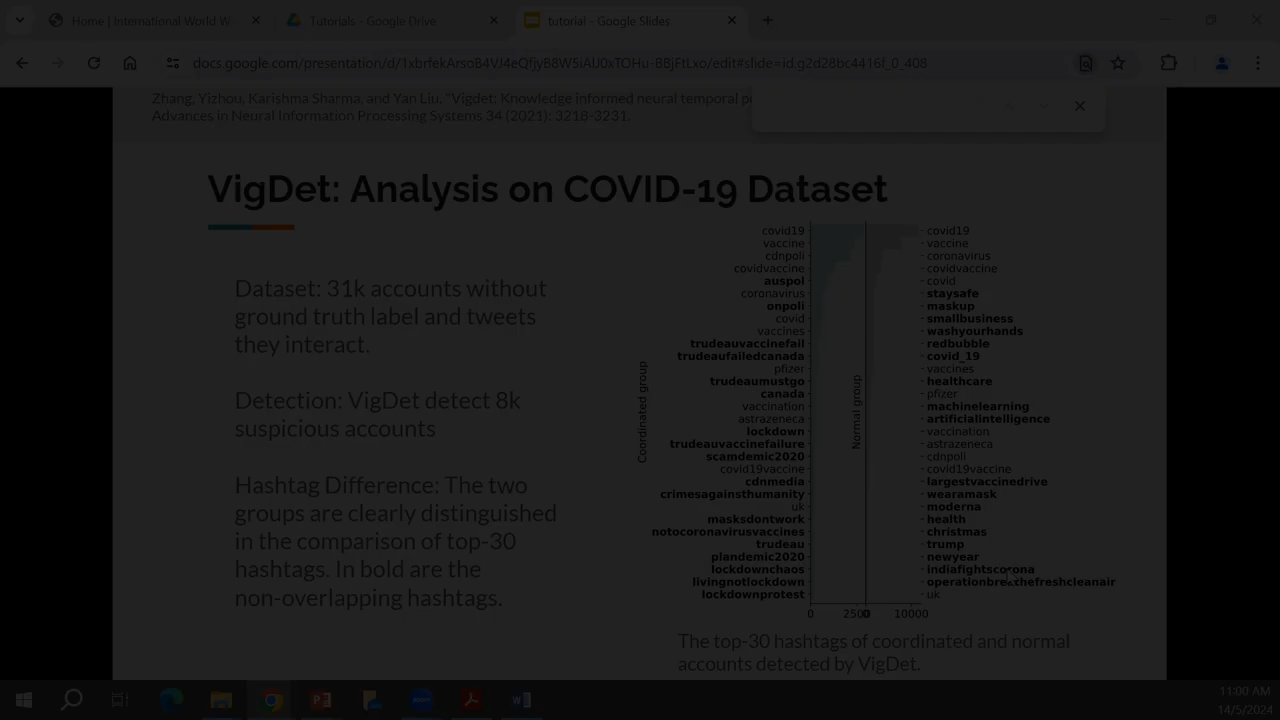 Home | International World W
Tutorials - Google Drive
tutorial - Google Slides
docs.google.com/presentation/d/1xbrfekArsoB4VJ4eQfjyB8W5iAlJ0xTOHu-BBjFtLxo/edit#slide=id.g2d28bc4416f_0_408
Zhang, Yizhou, Karishma Sharma, and Yan Liu. "Vigdet: Knowledge informed neural temporal
Advances in Neural Information Processing Systems 34 (2021): 3218-3231.
VigDet: Analysis on COVID-19 Dataset
Dataset: 31k accounts without
ground truth label and tweets
they interact.
Detection: VigDet detect 8k
suspicious accounts
Hashtag Difference: The two
groups are clearly distinguished
in the comparison of top-30
hashtags. In bold are the
non-overlapping hashtags.
Coordinated group
covid19
vaccine
cdnpoli
covidvaccine
auspol
coronavirus
onpoli
covid
vaccines
trudeauvaccinefail
trudeaufailedcanada
pfizer
trudeaumustgo
canada
vaccination
astrazeneca
lockdown
trudeauvaccinefailure
scamdemic2020
covid19vaccine
cdnmedia
crimesagainsthumanity
uk
masksdontwork
notocoronavirusvaccines
trudeau
plandemic2020
lockdownchaos
livingnotlockdown
lockdownprotest
Normal group
covid19
vaccine
coronavirus
covidvaccine
covid
staysafe
maskup
smallbusiness
washyourhands
redbubble
covid_19
vaccines
healthcare
pfizer
machinelearning
artificialintelligence
vaccination
astrazeneca
cdnpoli
covid19vaccine
largestvaccinedrive
wearamask
moderna
health
christmas
trump
newyear
indiafightscorona
operationbreathefreshcleanair
uk
0 2500 0 10000
The top-30 hashtags of coordinated and normal
accounts detected by VigDet.
11:00 AM
14/5/2024